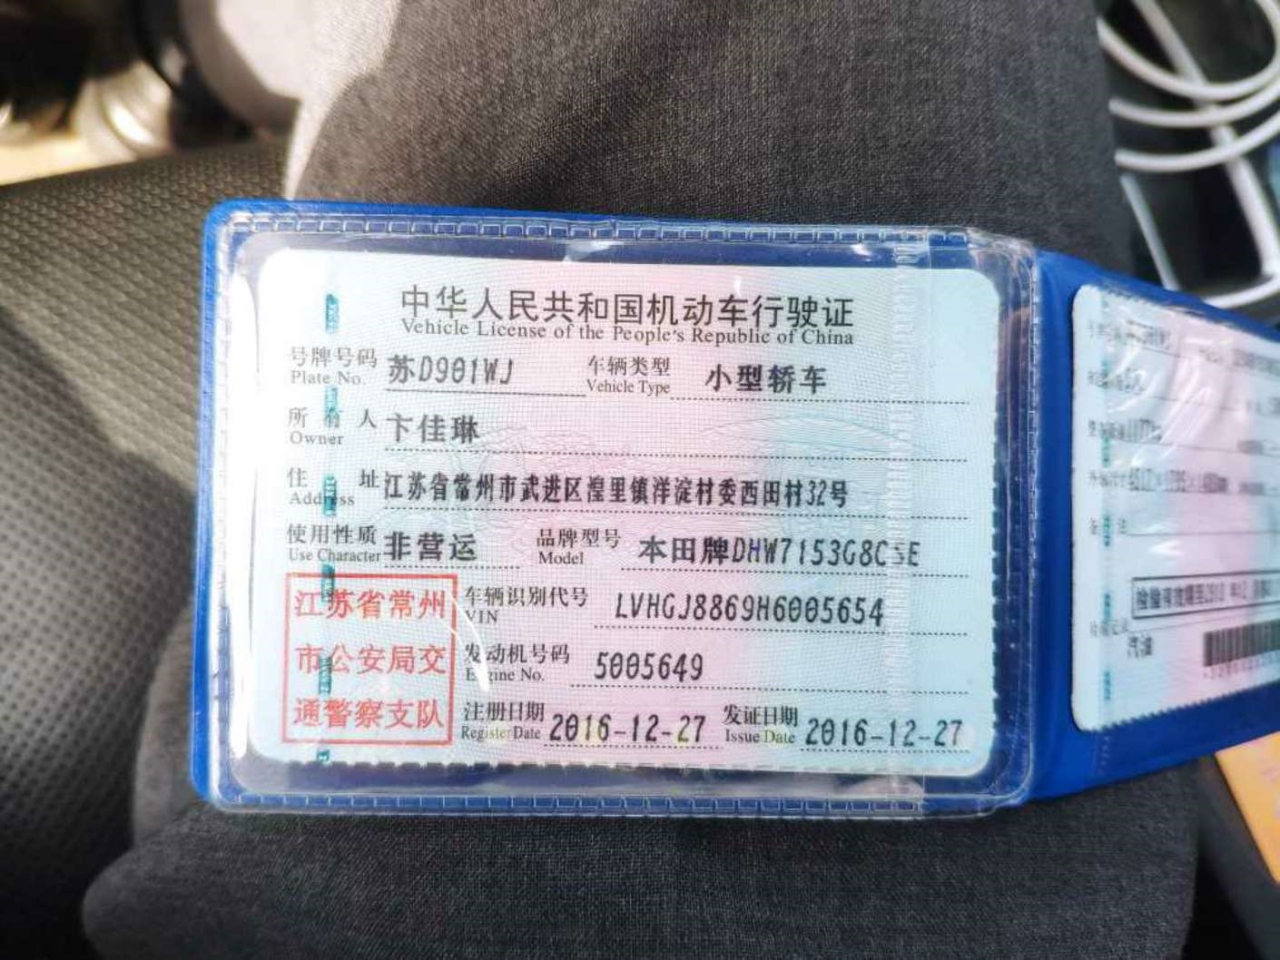 中华人民共和国机动车行驶证
Vehicle License of the People's Republic of China
号牌号码 苏D901WJ 车辆类型 小型轿车
Plate No. Vehicle Type
所有人 卞佳琳
Owner
住址 江苏省常州市武进区湟里镇洋淀村委西田村32号
Address
使用性质 非营运 品牌型号 本田牌DHW7153G8CSE
Use Character Model
江苏省常州
市公安局交
通警察支队
车辆识别代号 LVHGJ8869H6005654
VIN
发动机号码 5005649
Engine No.
注册日期 2016-12-27 发证日期 2016-12-27
Register Date Issue Date
汽油